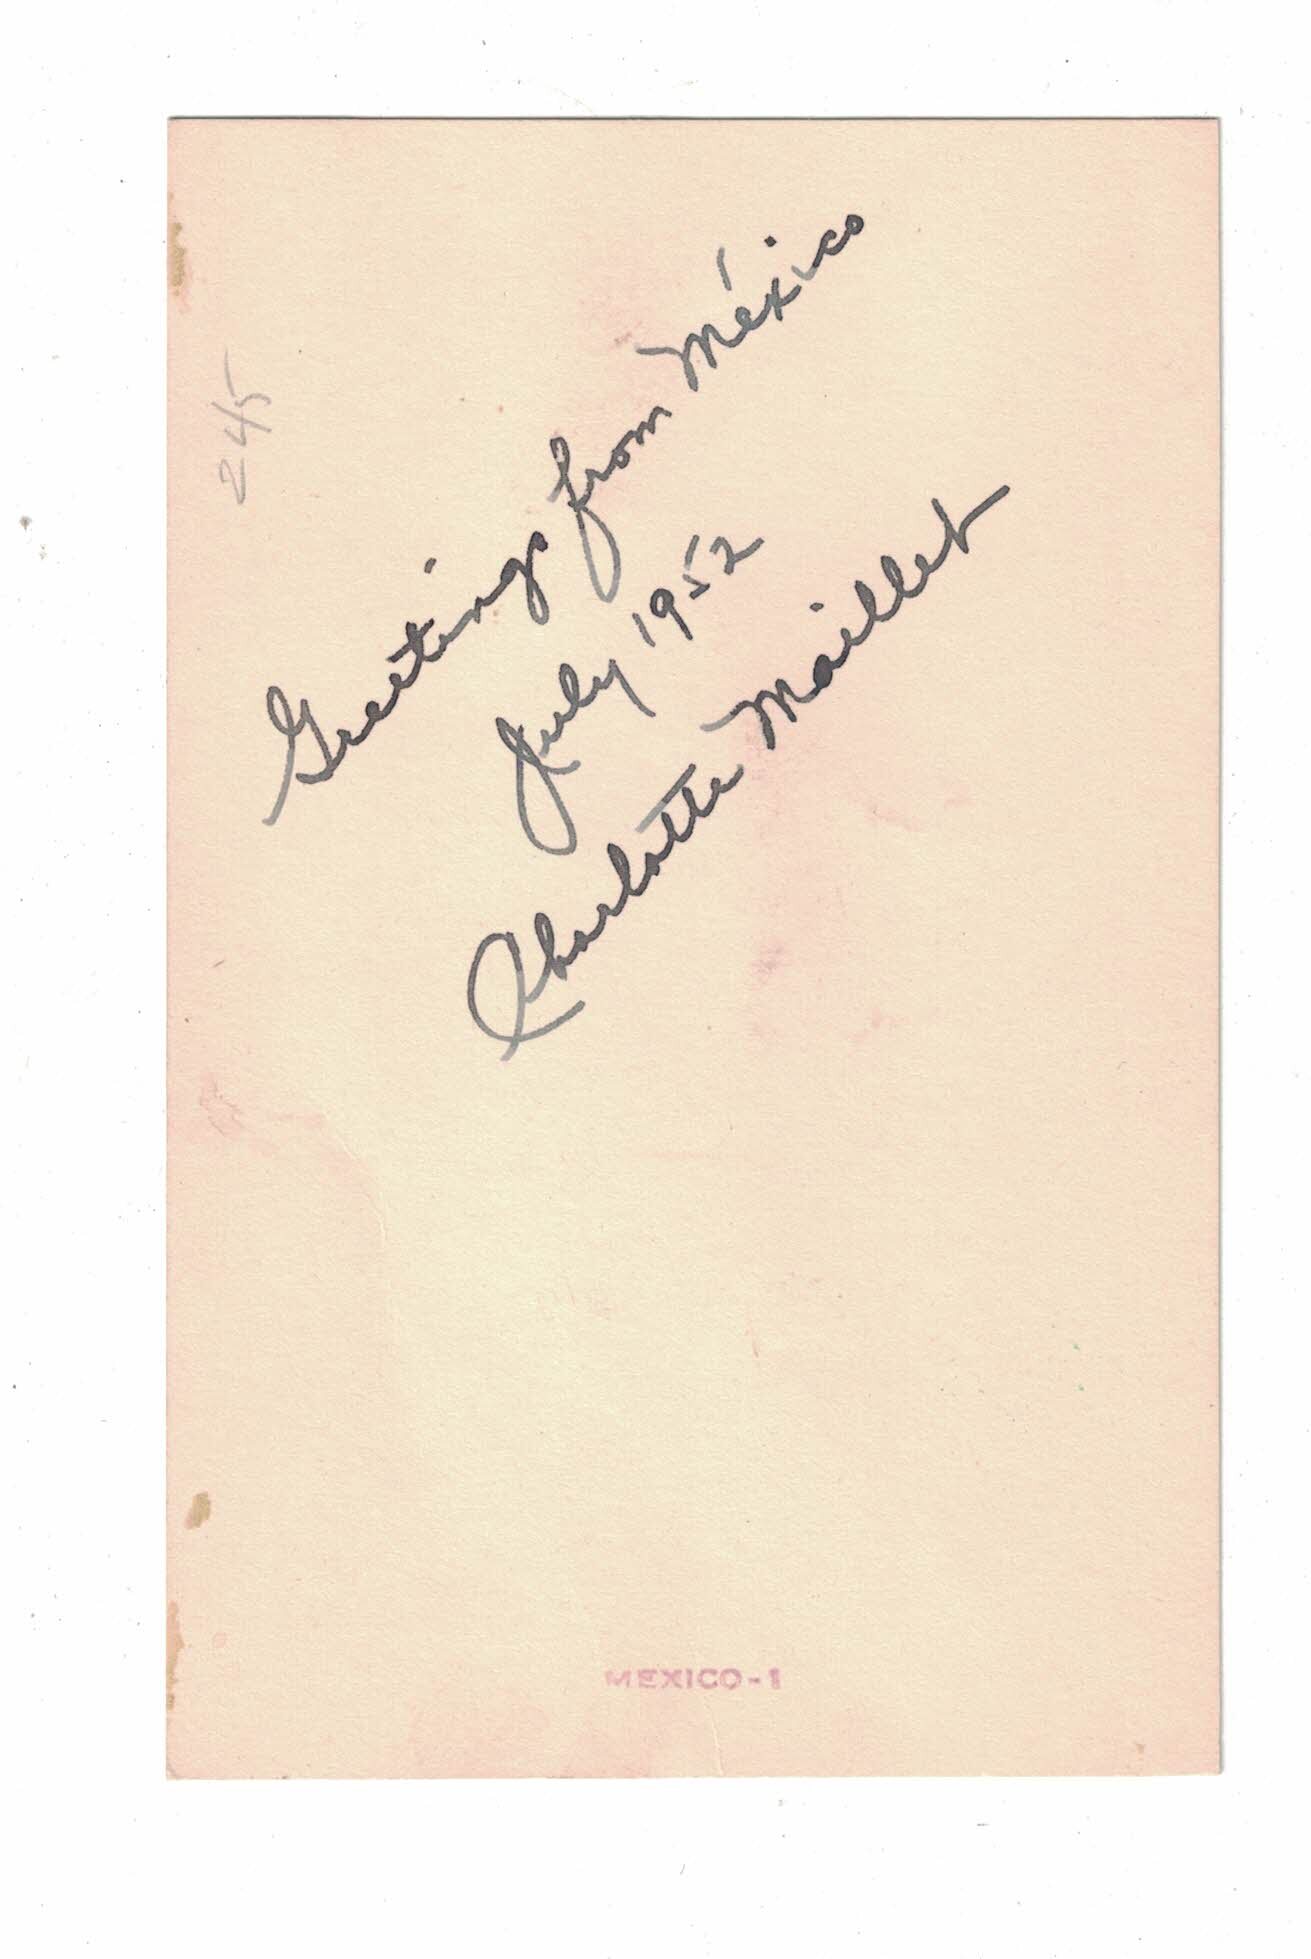 Greetings from México
July 1952
Charlotte Maillet
245
MEXICO-1